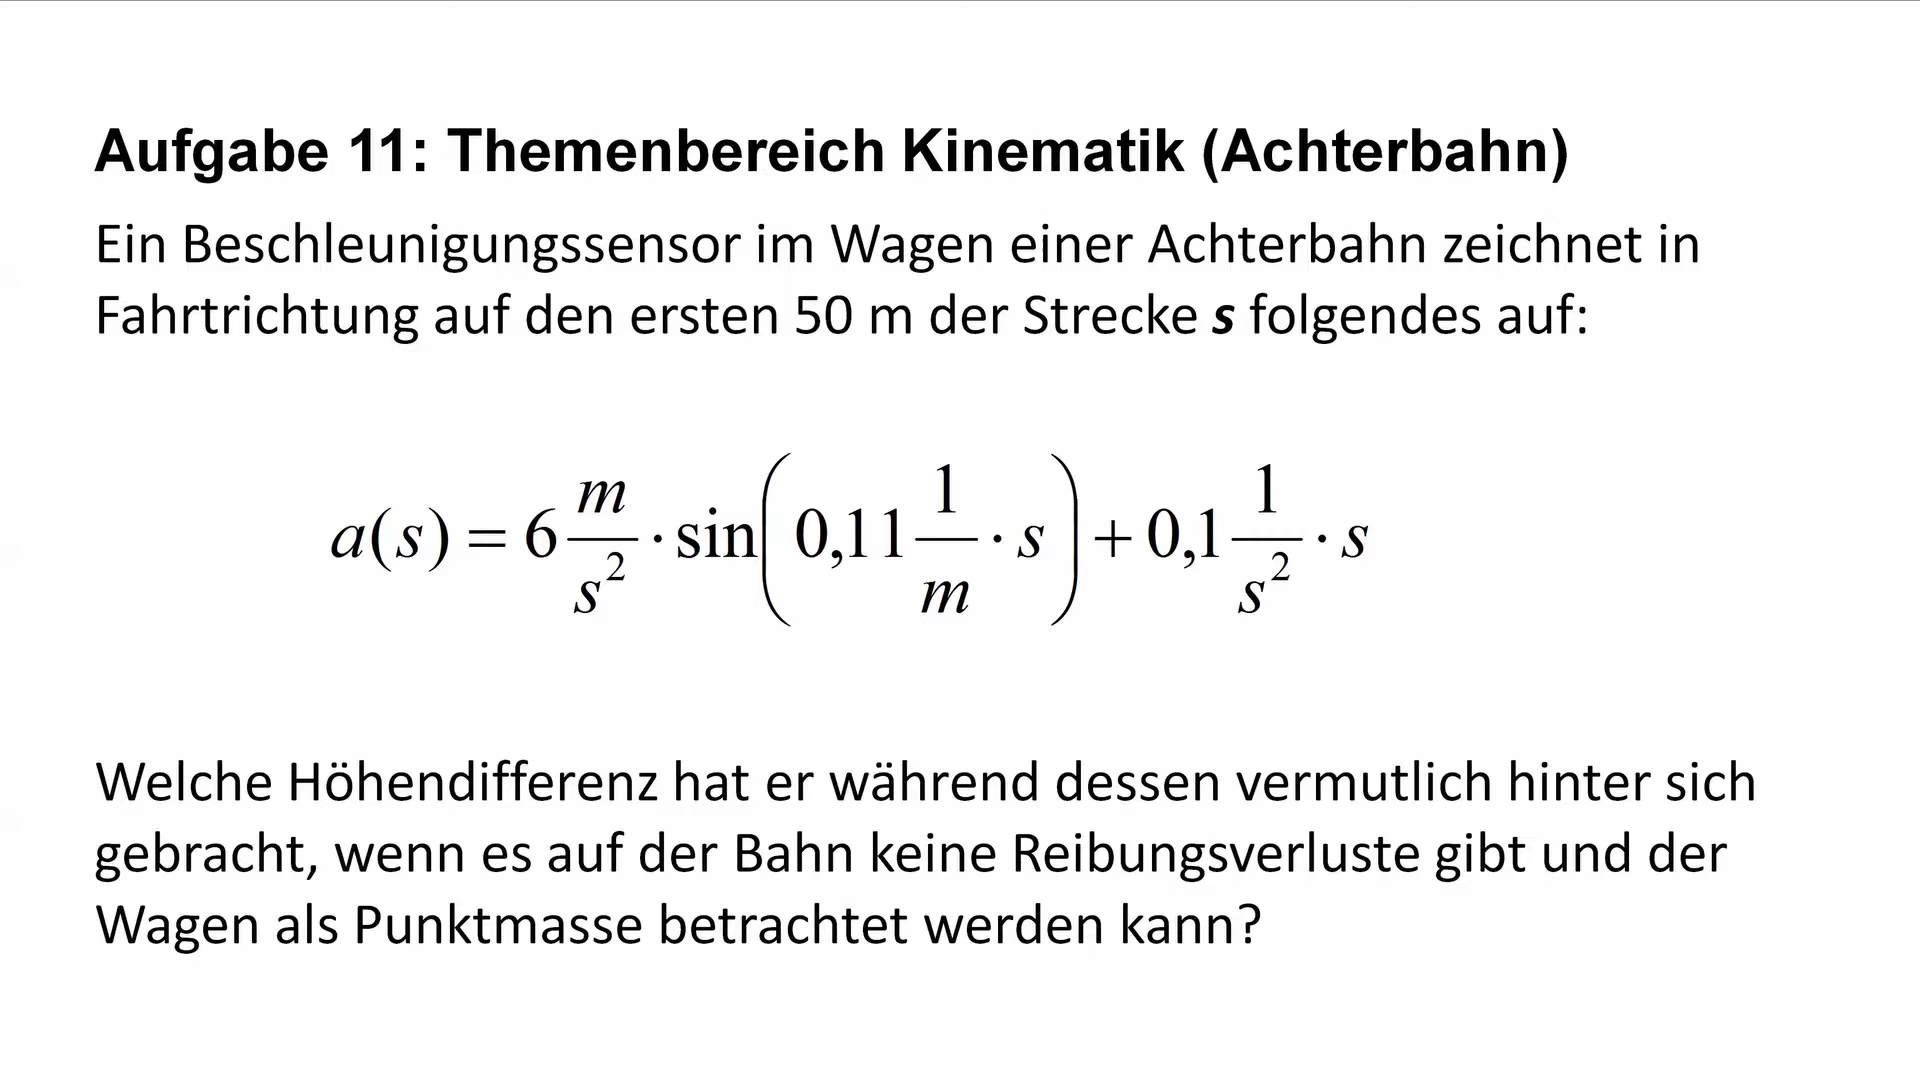 Aufgabe 11: Themenbereich Kinematik (Achterbahn)
Ein Beschleunigungssensor im Wagen einer Achterbahn zeichnet in
Fahrtrichtung auf den ersten 50 m der Strecke s folgendes auf:
a(s) = 6 m/s² · sin(0,11 1/m · s) + 0,1 1/s² · s
Welche Höhendifferenz hat er während dessen vermutlich hinter sich
gebracht, wenn es auf der Bahn keine Reibungsverluste gibt und der
Wagen als Punktmasse betrachtet werden kann?